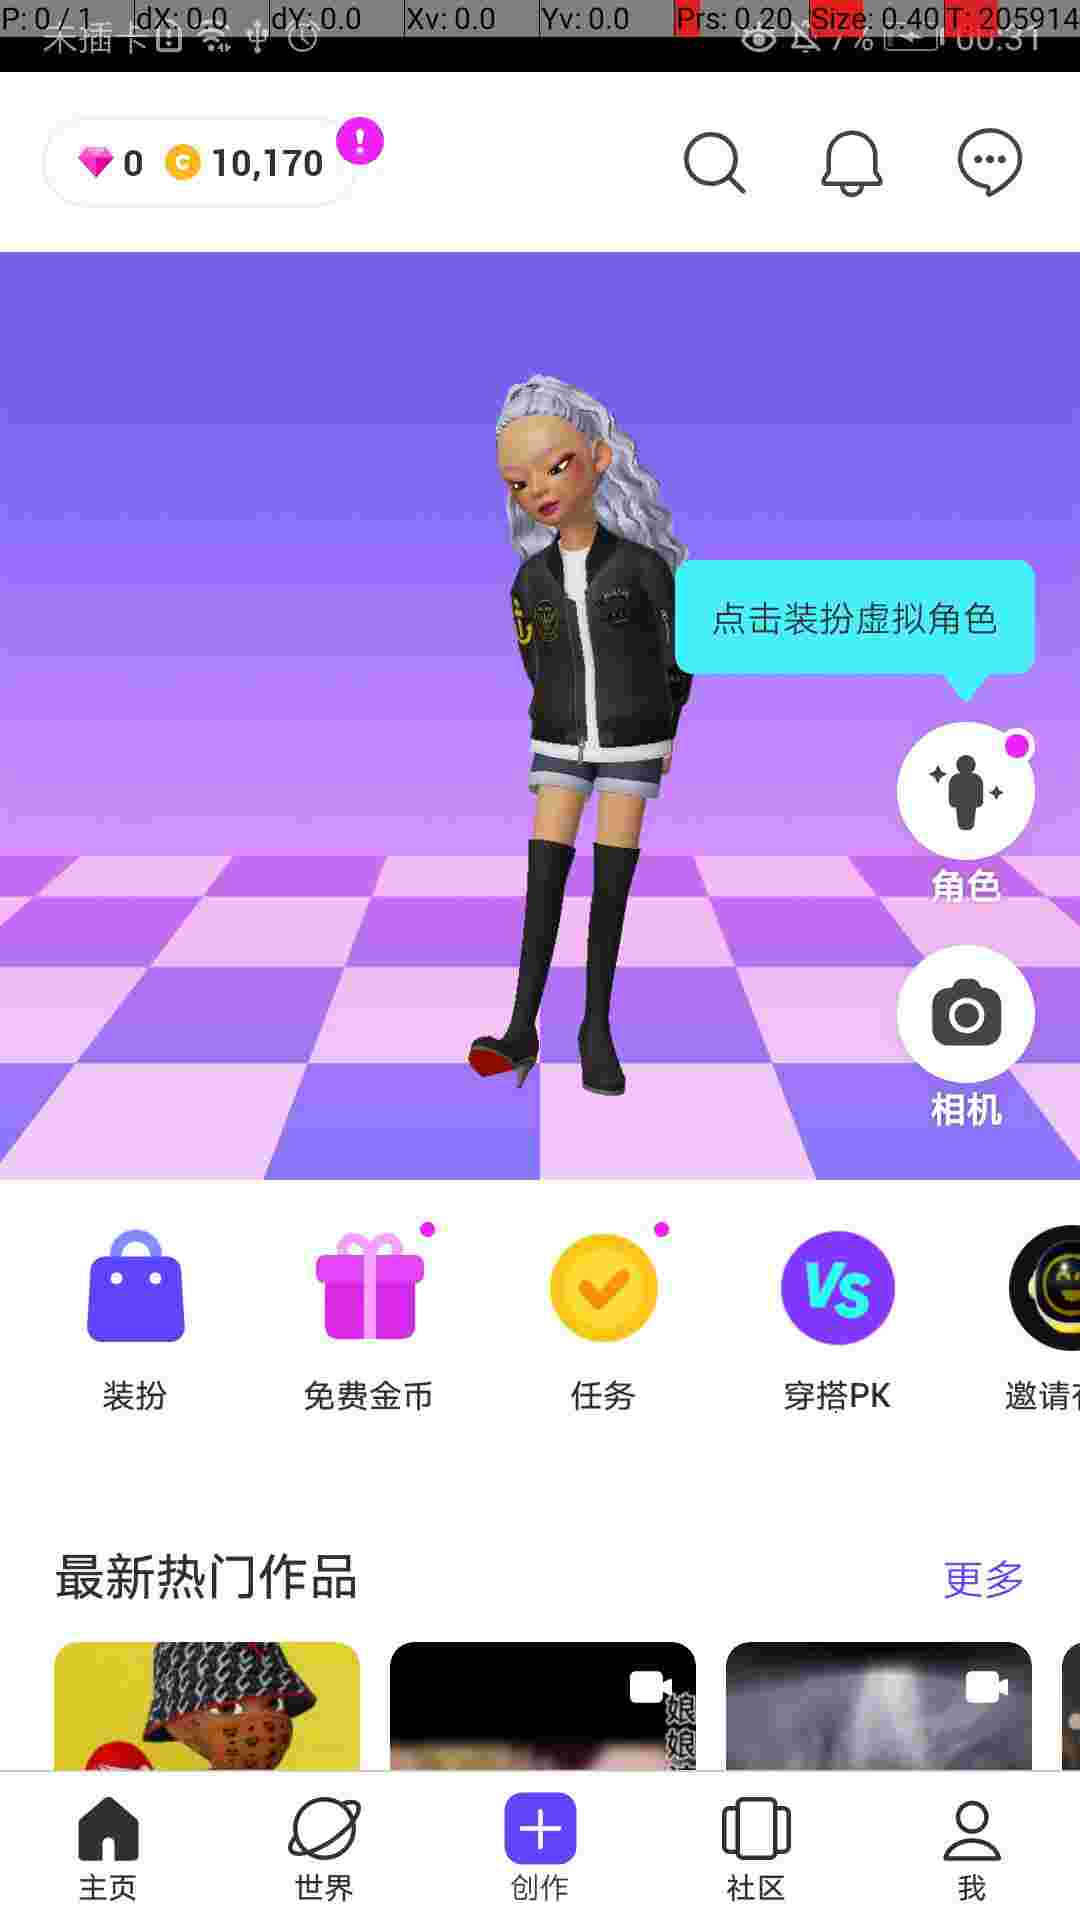 P: 0 / 1 dX: 0.0 dY: 0.0 Xv: 0.0 Yv: 0.0 Prs: 0.20 Size: 0.40 T: 205914
未插卡 7% 00:31
0 C 10,170 !
点击装扮虚拟角色
角色
相机
VS
装扮 免费金币 任务 穿搭PK 邀请
最新热门作品 更多
娘娘
主页 世界 创作 社区 我